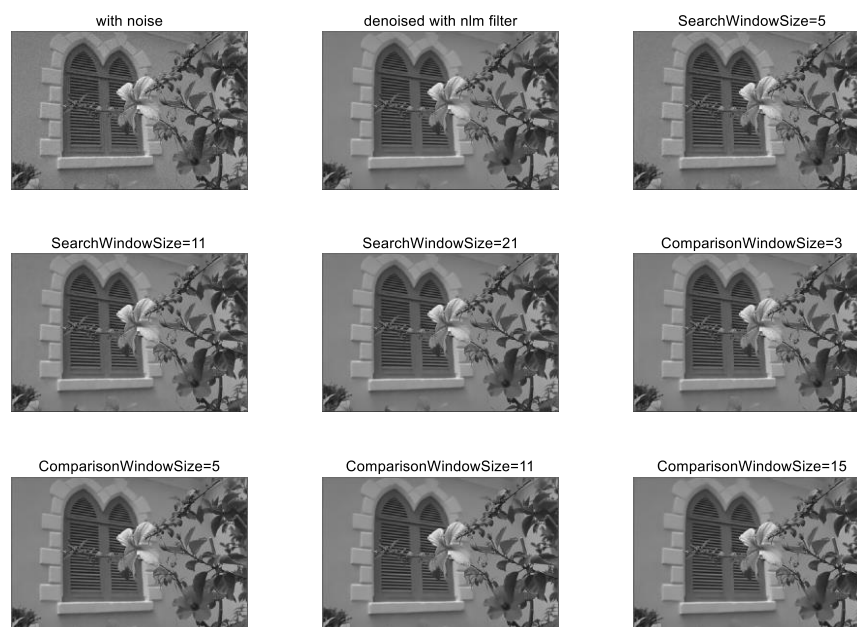 with noise
denoised with nlm filter
SearchWindowSize=5
SearchWindowSize=11
SearchWindowSize=21
ComparisonWindowSize=3
ComparisonWindowSize=5
ComparisonWindowSize=11
ComparisonWindowSize=15